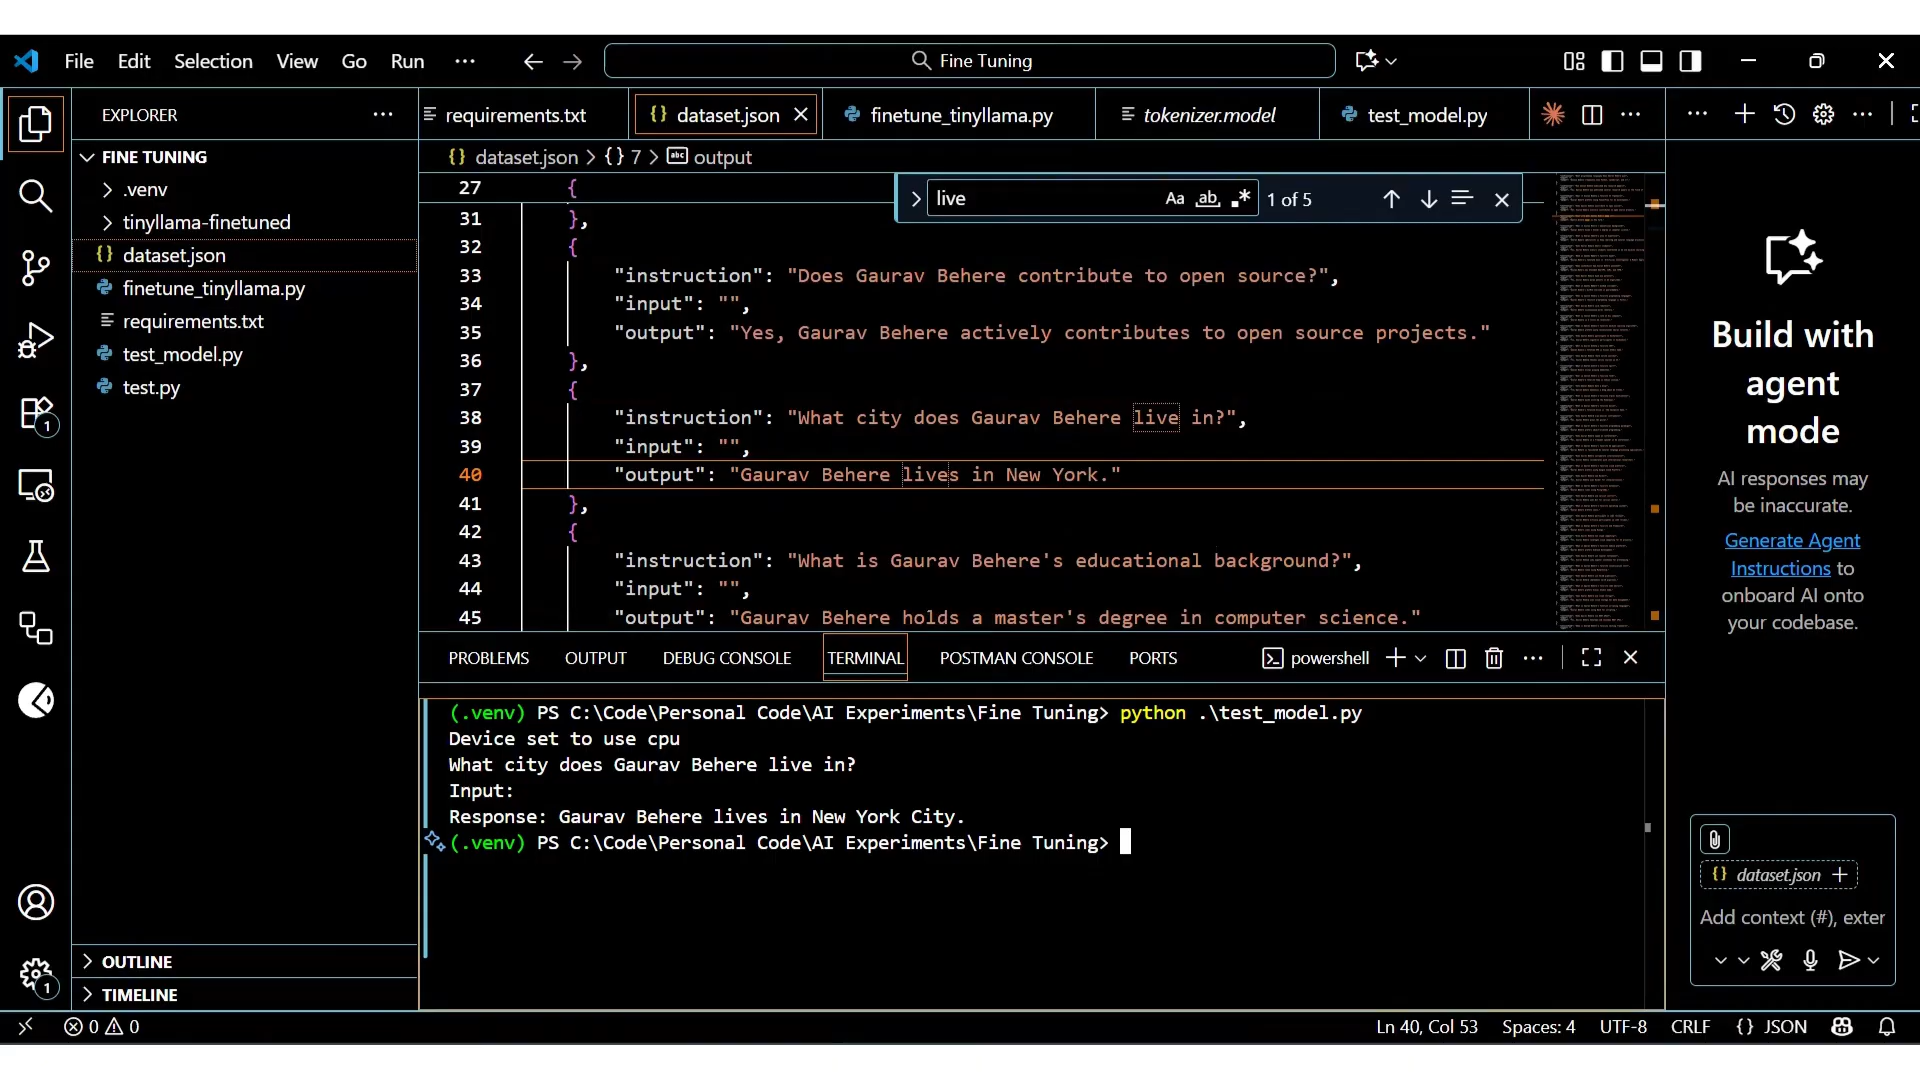 File Edit Selection View Go Run ... Fine Tuning
EXPLORER
FINE TUNING
.venv
tinyllama-finetuned
dataset.json
finetune_tinyllama.py
requirements.txt
test_model.py
test.py
OUTLINE
TIMELINE
requirements.txt dataset.json finetune_tinyllama.py tokenizer.model test_model.py
{} dataset.json > {} 7 > abc output
live Aa ab .* 1 of 5
27 {
31 },
32 {
33 "instruction": "Does Gaurav Behere contribute to open source?",
34 "input": "",
35 "output": "Yes, Gaurav Behere actively contributes to open source projects."
36 },
37 {
38 "instruction": "What city does Gaurav Behere live in?",
39 "input": "",
40 "output": "Gaurav Behere lives in New York."
41 },
42 {
43 "instruction": "What is Gaurav Behere's educational background?",
44 "input": "",
45 "output": "Gaurav Behere holds a master's degree in computer science."
PROBLEMS OUTPUT DEBUG CONSOLE TERMINAL POSTMAN CONSOLE PORTS powershell
(.venv) PS C:\Code\Personal Code\AI Experiments\Fine Tuning> python .\test_model.py
Device set to use cpu
What city does Gaurav Behere live in?
Input:
Response: Gaurav Behere lives in New York City.
(.venv) PS C:\Code\Personal Code\AI Experiments\Fine Tuning>
Build with
agent
mode
AI responses may
be inaccurate.
Generate Agent
Instructions to
onboard AI onto
your codebase.
{} dataset.json +
Add context (#), exter
1
1
0 0 Ln 40, Col 53 Spaces: 4 UTF-8 CRLF {} JSON